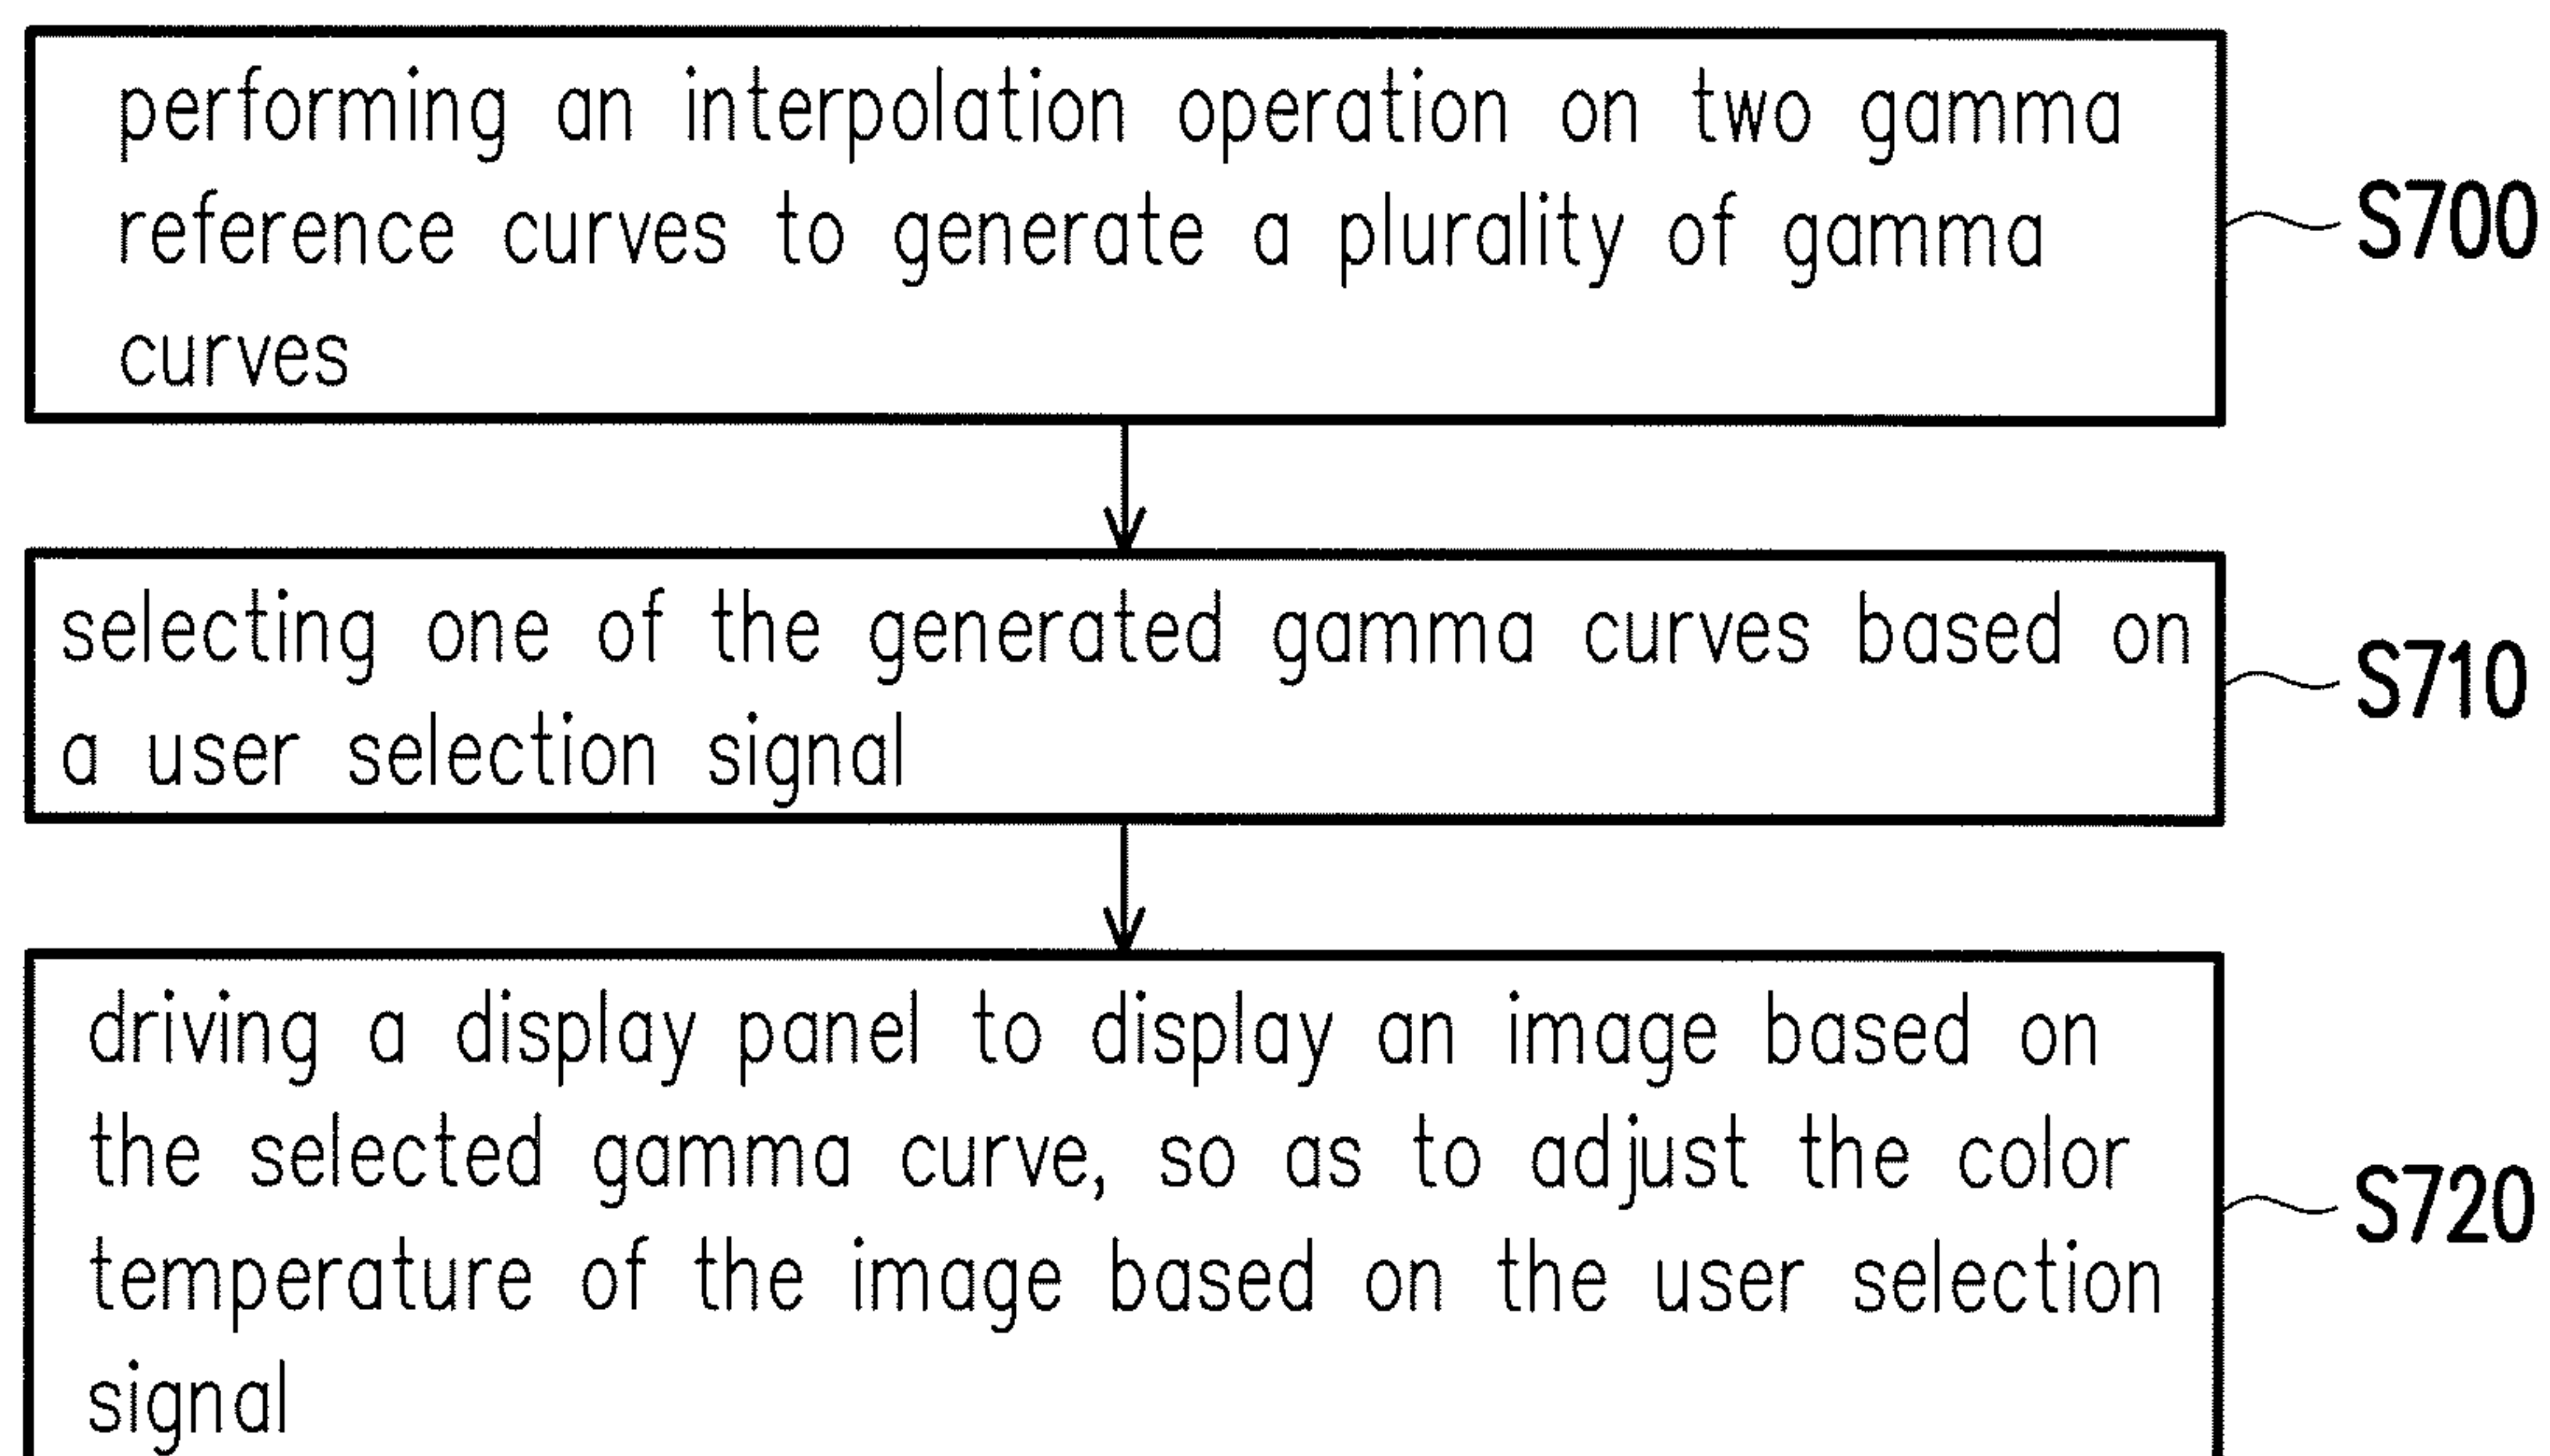 performing an interpolation operation on two gamma
reference curves to generate a plurality of gamma
curves
S700
selecting one of the generated gamma curves based on
a user selection signal
S710
driving a display panel to display an image based on
the selected gamma curve, so as to adjust the color
temperature of the image based on the user selection
signal
S720